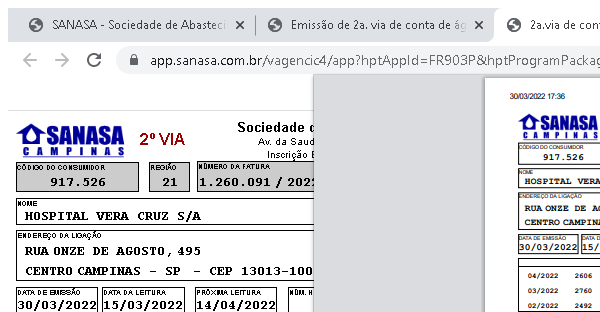 SANASA - Sociedade de Abasteci
Emissão de 2a. via de conta de ág
2a.via de cont
app.sanasa.com.br/vagencic4/app?hptAppId=FR903P&hptProgramPackag
SANASA
CAMPINAS
2º VIA
Sociedade d
Av. da Saud
Inscrição E
CÓDIGO DO CONSUMIDOR
917.526
REGIÃO
21
NÚMERO DA FATURA
1.260.091 / 2022
NOME
HOSPITAL VERA CRUZ S/A
ENDEREÇO DA LIGAÇÃO
RUA ONZE DE AGOSTO, 495
CENTRO CAMPINAS - SP - CEP 13013-100
DATA DE EMISSÃO
30/03/2022
DATA DA LEITURA
15/03/2022
PRÓXIMA LEITURA
14/04/2022
NÚM. H
30/03/2022 17:36
SANASA
CAMPINAS
CÓDIGO DO CONSUMIDOR
917.526
NOME
HOSPITAL VERA
ENDEREÇO DA LIGAÇÃO
RUA ONZE DE AG
CENTRO CAMPINA
DATA DE EMISSÃO
30/03/2022
DATA D
15/
04/2022 2606
03/2022 2760
02/2022 2492